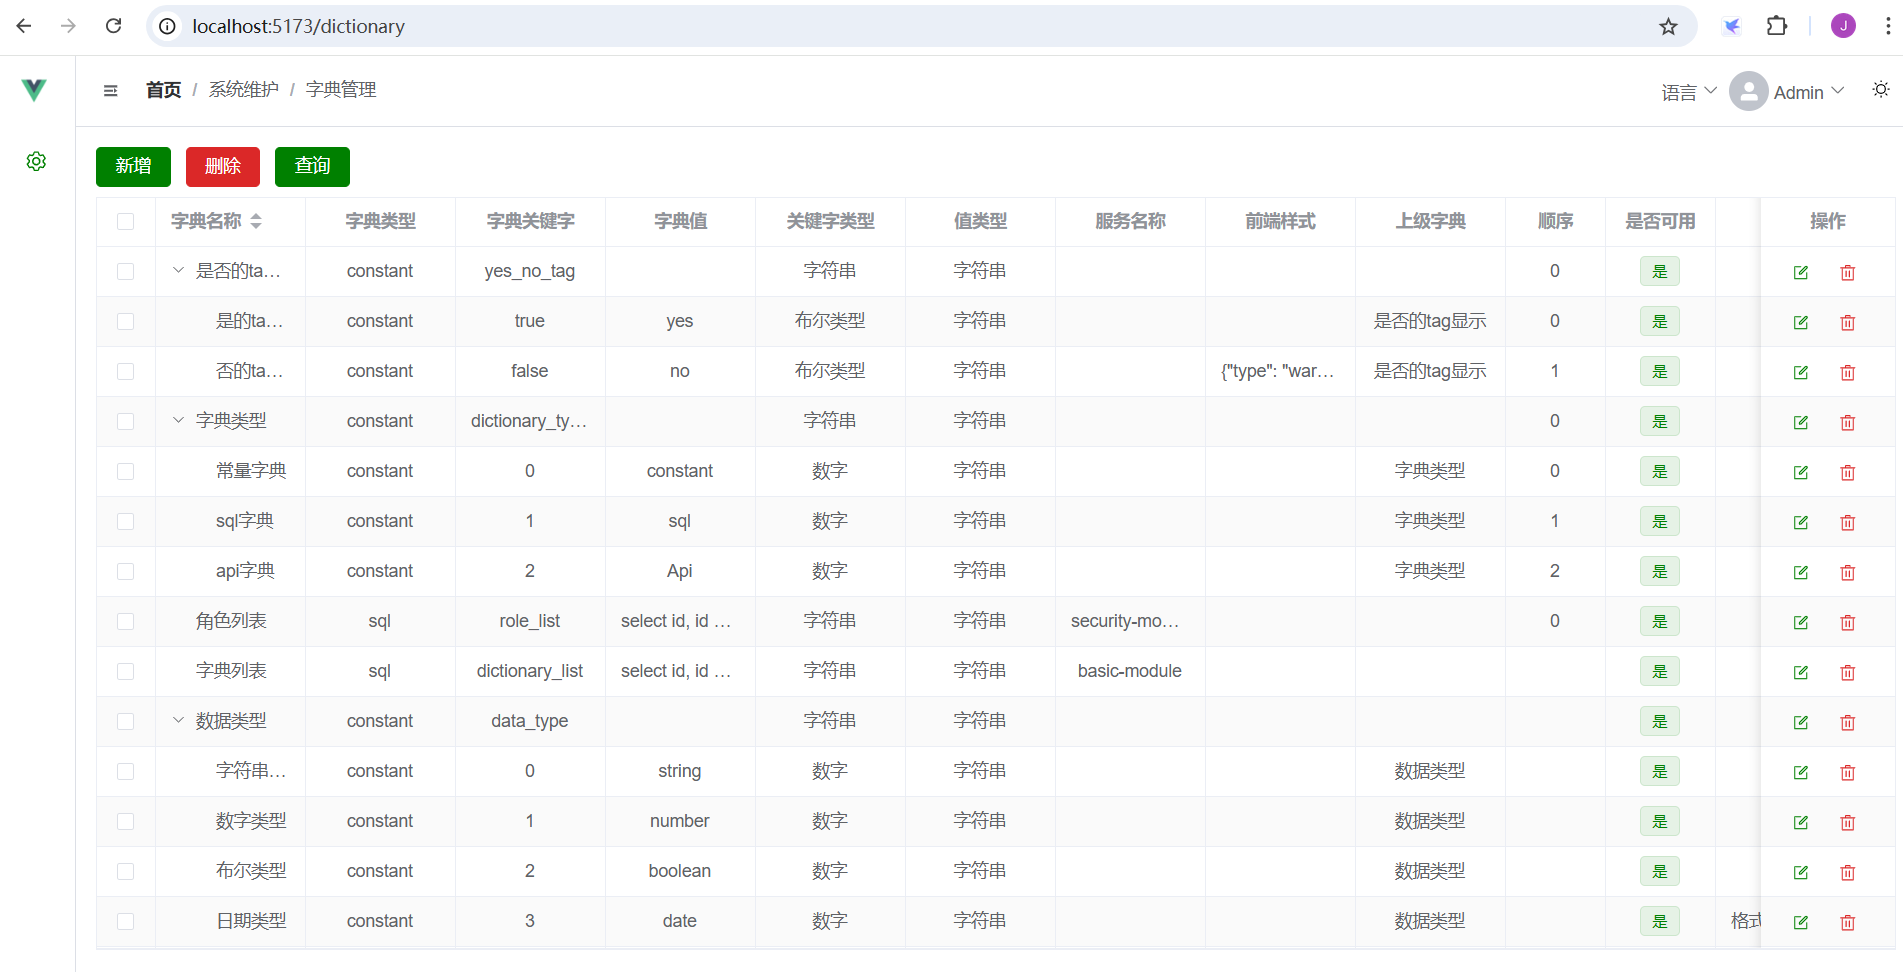 localhost:5173/dictionary
J
首页 / 系统维护 / 字典管理
语言
Admin
新增 删除 查询
字典名称 字典类型 字典关键字 字典值 关键字类型 值类型 服务名称 前端样式 上级字典 顺序 是否可用 操作
是否的ta… constant yes_no_tag 字符串 字符串 0 是
是的ta… constant true yes 布尔类型 字符串 是否的tag显示 0 是
否的ta… constant false no 布尔类型 字符串 {"type": "war… 是否的tag显示 1 是
字典类型 constant dictionary_ty… 字符串 字符串 0 是
常量字典 constant 0 constant 数字 字符串 字典类型 0 是
sql字典 constant 1 sql 数字 字符串 字典类型 1 是
api字典 constant 2 Api 数字 字符串 字典类型 2 是
角色列表 sql role_list select id, id … 字符串 字符串 security-mo… 0 是
字典列表 sql dictionary_list select id, id … 字符串 字符串 basic-module 是
数据类型 constant data_type 字符串 字符串 是
字符串… constant 0 string 数字 字符串 数据类型 是
数字类型 constant 1 number 数字 字符串 数据类型 是
布尔类型 constant 2 boolean 数字 字符串 数据类型 是
日期类型 constant 3 date 数字 字符串 数据类型 是 格式